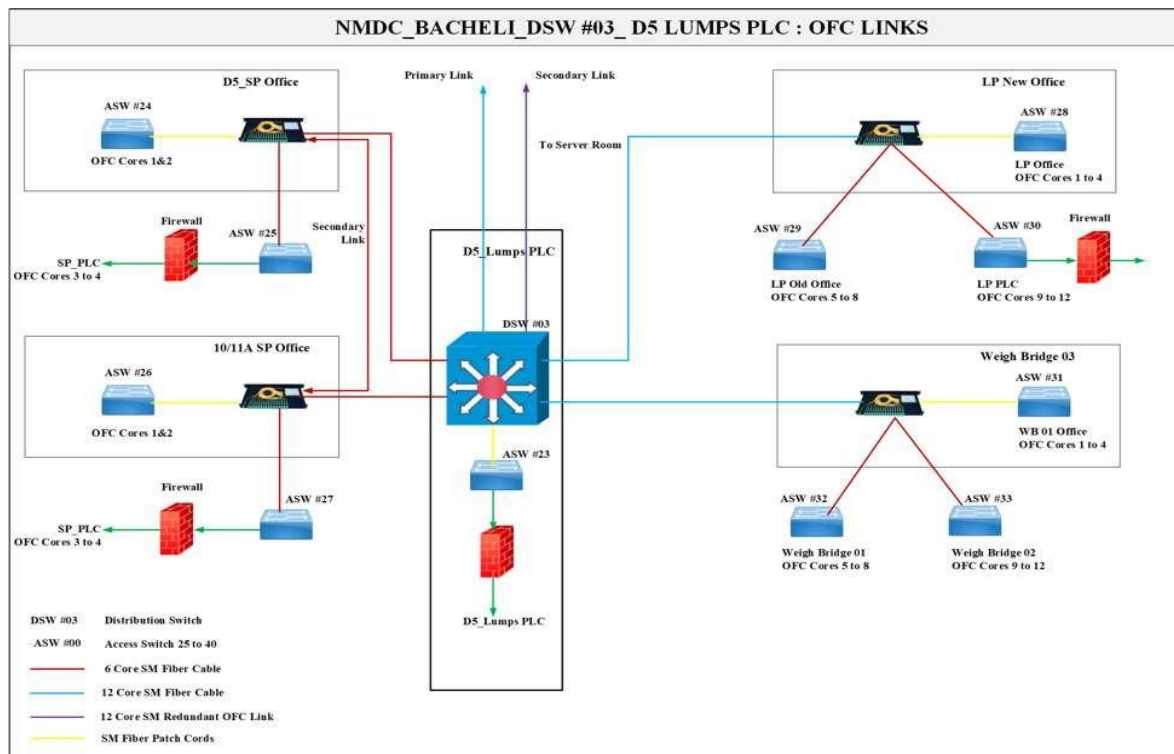 NMDC_BACHELI_DSW #03_ D5 LUMPS PLC : OFC LINKS
D5_SP Office
ASW #24
OFC Cores 1&2
Firewall
ASW #25
SP_PLC
OFC Cores 3 to 4
Secondary
Link
10/11A SP Office
ASW #26
OFC Cores 1&2
Firewall
ASW #27
SP_PLC
OFC Cores 3 to 4
Primary Link
Secondary Link
To Server Room
D5_Lumps PLC
DSW #03
ASW #23
D5_Lumps PLC
LP New Office
ASW #28
LP Office
OFC Cores 1 to 4
ASW #29
LP Old Office
OFC Cores 5 to 8
ASW #30
LP PLC
OFC Cores 9 to 12
Firewall
Weigh Bridge 03
ASW #31
WB 01 Office
OFC Cores 1 to 4
ASW #32
Weigh Bridge 01
OFC Cores 5 to 8
ASW #33
Weigh Bridge 02
OFC Cores 9 to 12
DSW #03 Distribution Switch
ASW #00 Access Switch 25 to 40
6 Core SM Fiber Cable
12 Core SM Fiber Cable
12 Core SM Redundant OFC Link
SM Fiber Patch Cords